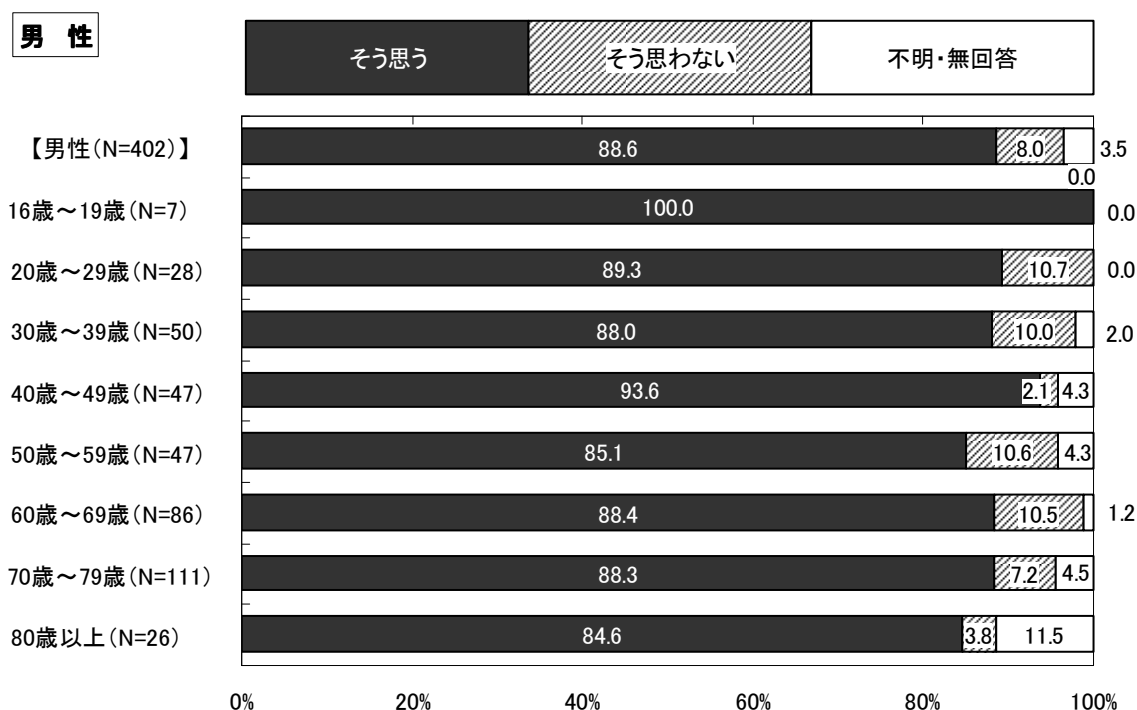 男 性
そう思う そう思わない 不明・無回答
【男性(N=402)】 88.6 8.0 3.5
0.0
16歳～19歳(N=7) 100.0 0.0
20歳～29歳(N=28) 89.3 10.7 0.0
30歳～39歳(N=50) 88.0 10.0 2.0
40歳～49歳(N=47) 93.6 2.1 4.3
50歳～59歳(N=47) 85.1 10.6 4.3
60歳～69歳(N=86) 88.4 10.5 1.2
70歳～79歳(N=111) 88.3 7.2 4.5
80歳以上(N=26) 84.6 3.8 11.5
0% 20% 40% 60% 80% 100%